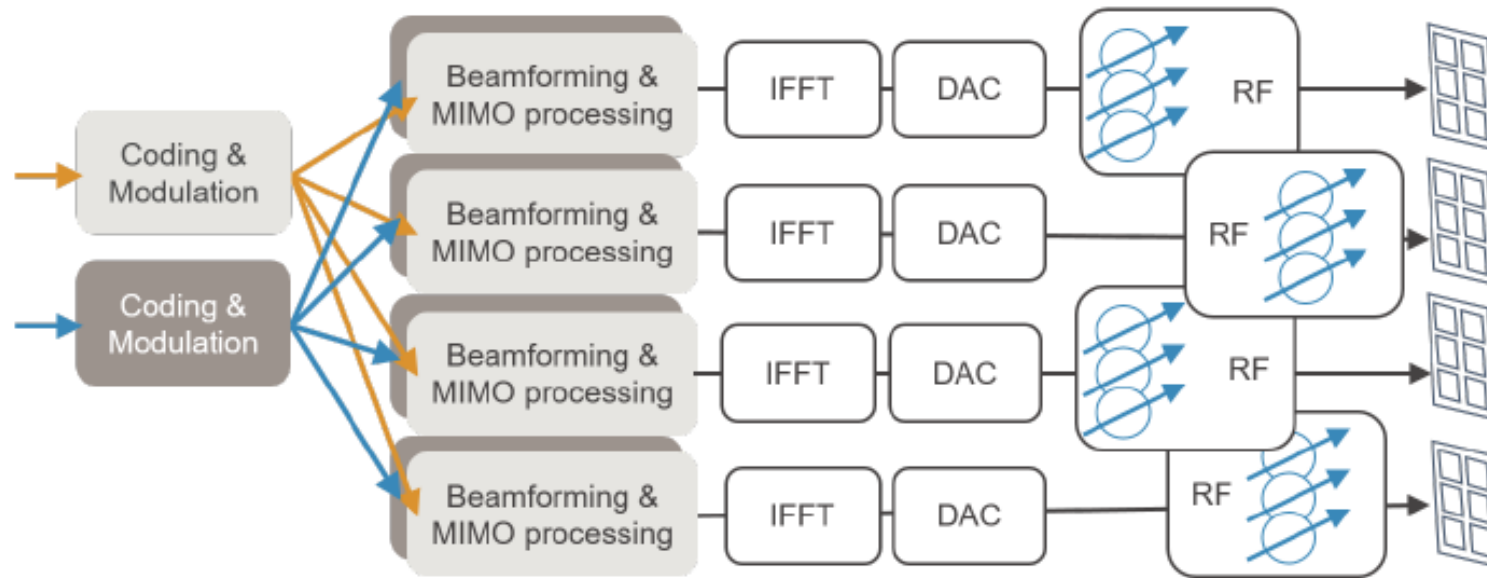 Coding &
Modulation
Coding &
Modulation
Beamforming &
MIMO processing
IFFT
DAC
RF
Beamforming &
MIMO processing
IFFT
DAC
RF
Beamforming &
MIMO processing
IFFT
DAC
RF
Beamforming &
MIMO processing
IFFT
DAC
RF